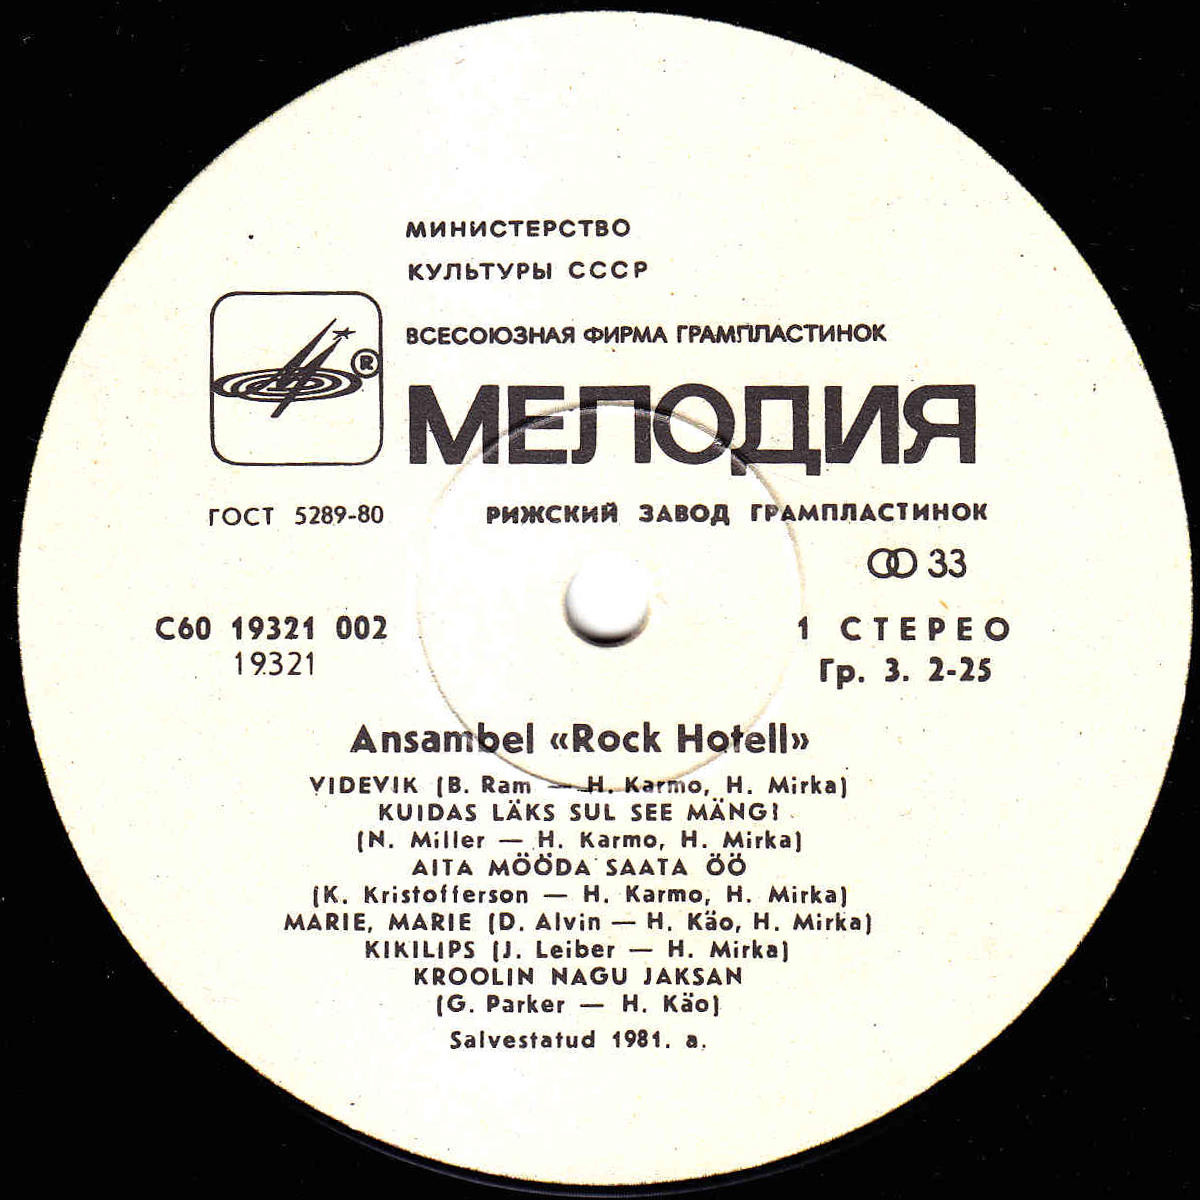 МИНИСТЕРСТВО
КУЛЬТУРЫ СССР
ВСЕСОЮЗНАЯ ФИРМА ГРАМПЛАСТИНОК
®
МЕЛОДИЯ
ГОСТ 5289-80
РИЖСКИЙ ЗАВОД ГРАМПЛАСТИНОК
33
С60 19321 002
1 СТЕРЕО
19321
Гр. 3. 2-25
Ansambel «Rock Hotell»
VIDEVIK (B. Ram — H. Karmo, H. Mirka)
KUIDAS LÄKS SUL SEE MÄNG?
(N. Miller — H. Karmo, H. Mirka)
AITA MÖÖDA SAATA ÖÖ
(K. Kristofferson — H. Karmo, H. Mirka)
MARIE, MARIE (D. Alvin — H. Käo, H. Mirka)
KIKILIPS (J. Leiber — H. Mirka)
KROOLIN NAGU JAKSAN
(G. Parker — H. Käo)
Salvestatud 1981. a.